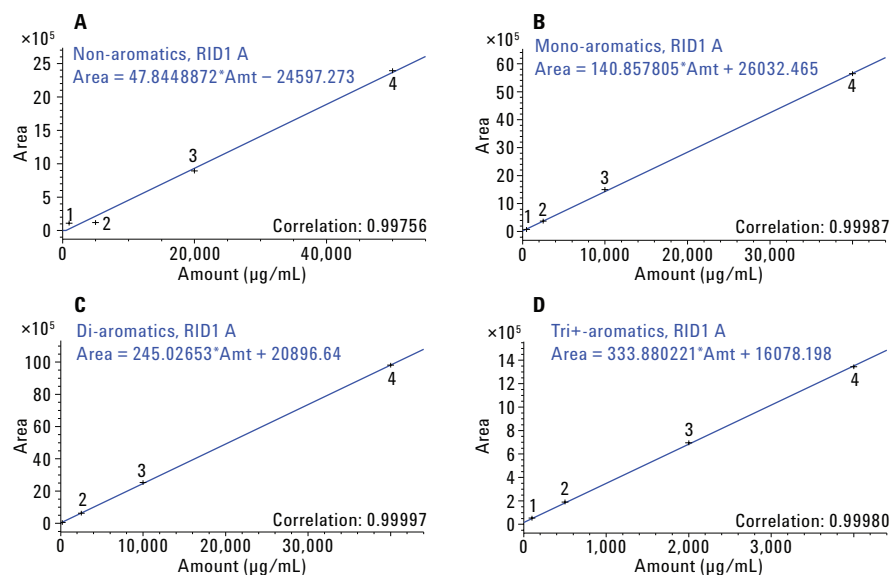 A
×10⁵
Non-aromatics, RID1 A
Area = 47.8448872*Amt – 24597.273
25
20
15
10
5
0
Area
1
2
3
4
Correlation: 0.99756
0
20,000
40,000
Amount (µg/mL)
B
×10⁵
Mono-aromatics, RID1 A
Area = 140.857805*Amt + 26032.465
60
50
40
30
20
10
0
Area
1
2
3
4
Correlation: 0.99987
0
10,000
20,000
30,000
Amount (µg/mL)
C
×10⁵
Di-aromatics, RID1 A
Area = 245.02653*Amt + 20896.64
100
80
60
40
20
0
Area
2
3
4
Correlation: 0.99997
0
10,000
20,000
30,000
Amount (µg/mL)
D
×10⁵
Tri+-aromatics, RID1 A
Area = 333.880221*Amt + 16078.198
14
12
10
8
6
4
2
0
Area
1
2
3
4
Correlation: 0.99980
0
1,000
2,000
3,000
Amount (µg/mL)